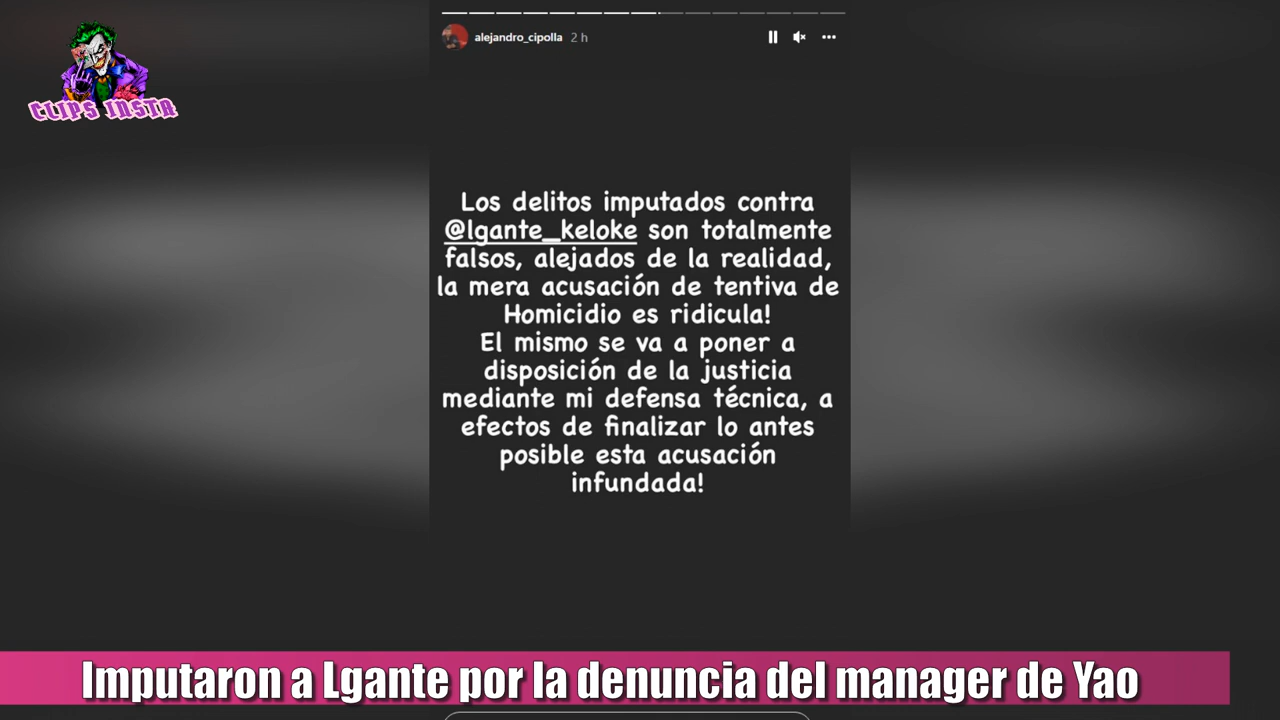 alejandro_cipolla 2 h
CLIPS INSTA
Los delitos imputados contra
@lgante_keloke son totalmente
falsos, alejados de la realidad,
la mera acusación de tentiva de
Homicidio es ridicula!
El mismo se va a poner a
disposición de la justicia
mediante mi defensa técnica, a
efectos de finalizar lo antes
posible esta acusación
infundada!
Imputaron a Lgante por la denuncia del manager de Yao